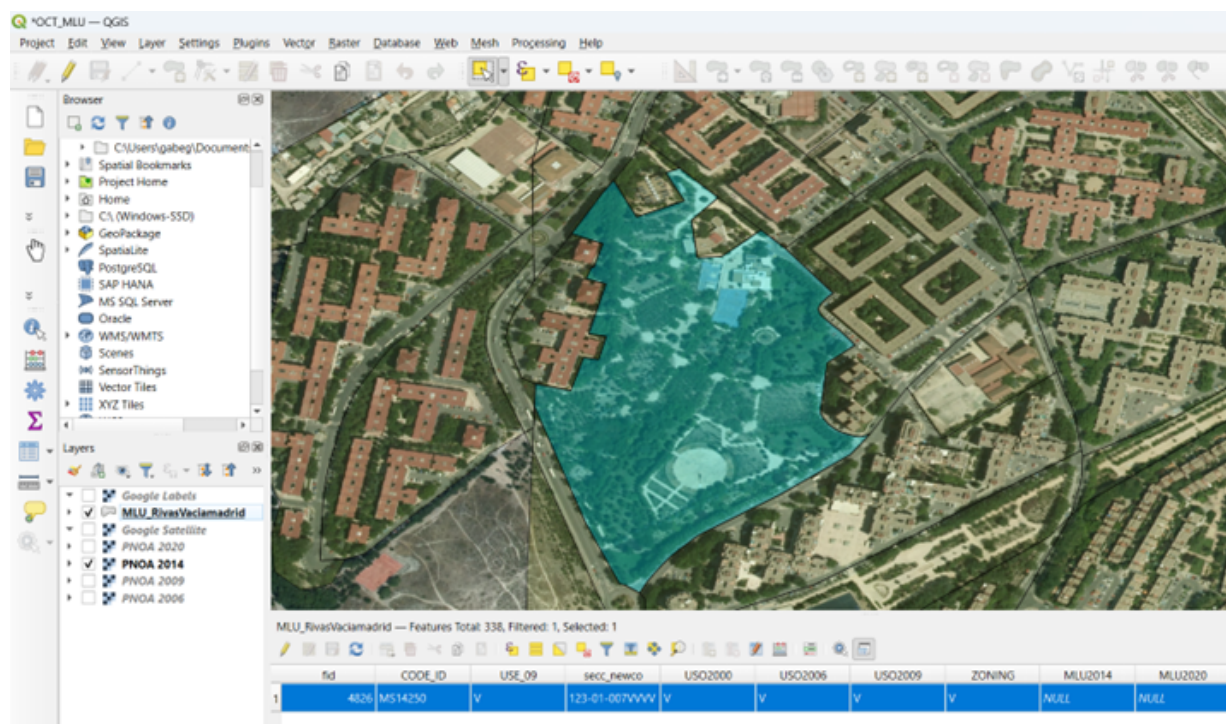 *OCT_MLU — QGIS
Project Edit View Layer Settings Plugins Vector Raster Database Web Mesh Processing Help
Browser
C:\Users\gabeg\Document:
Spatial Bookmarks
Project Home
Home
C:\ (Windows-SSD)
GeoPackage
SpatiaLite
PostgreSQL
SAP HANA
MS SQL Server
Oracle
WMS/WMTS
Scenes
SensorThings
Vector Tiles
XYZ Tiles
Layers
Google Labels
MLU_RivasVaciamadrid
Google Satellite
PNOA 2020
PNOA 2014
PNOA 2009
PNOA 2006
MLU_RivasVaciamadrid — Features Total: 338, Filtered: 1, Selected: 1
fid CODE_ID USE_09 secc_newco USO2000 USO2006 USO2009 ZONING MLU2014 MLU2020
1 4826 MS14250 V 123-01-007VVVV V V V V NULL NULL